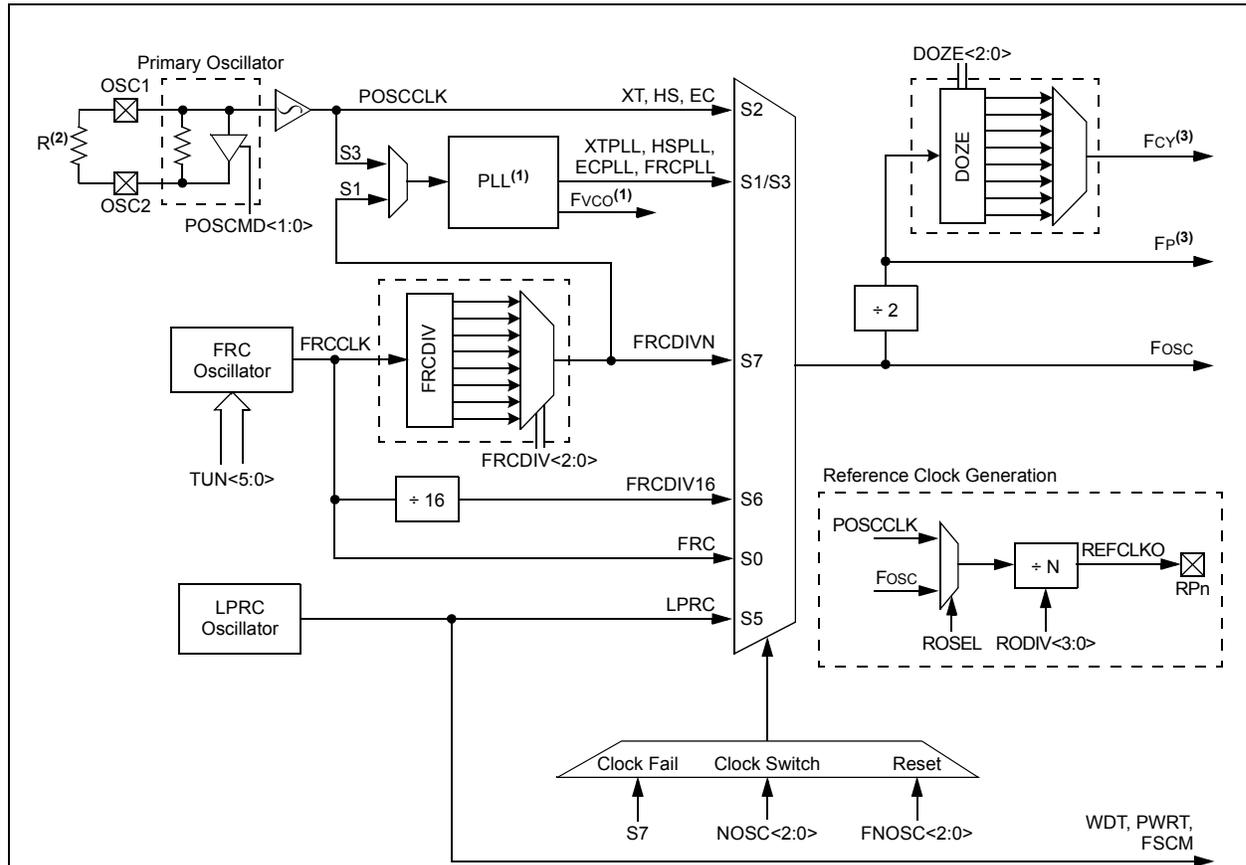 Primary Oscillator
OSC1
R(2)
OSC2
POSCMD<1:0>
POSCCLK
XT, HS, EC
S2
S3
S1
PLL(1)
XTPLL, HSPLL,
ECPLL, FRCPLL
S1/S3
FVCO(1)
DOZE<2:0>
DOZE
FCY(3)
FP(3)
÷ 2
FOSC
FRC
Oscillator
TUN<5:0>
FRCCLK
FRCDIV
FRCDIV<2:0>
FRCDIVN
S7
÷ 16
FRCDIV16
S6
FRC
S0
LPRC
Oscillator
LPRC
S5
Reference Clock Generation
POSCCLK
FOSC
÷ N
REFCLKO
RPn
ROSEL
RODIV<3:0>
Clock Fail
Clock Switch
Reset
S7
NOSC<2:0>
FNOSC<2:0>
WDT, PWRT,
FSCM